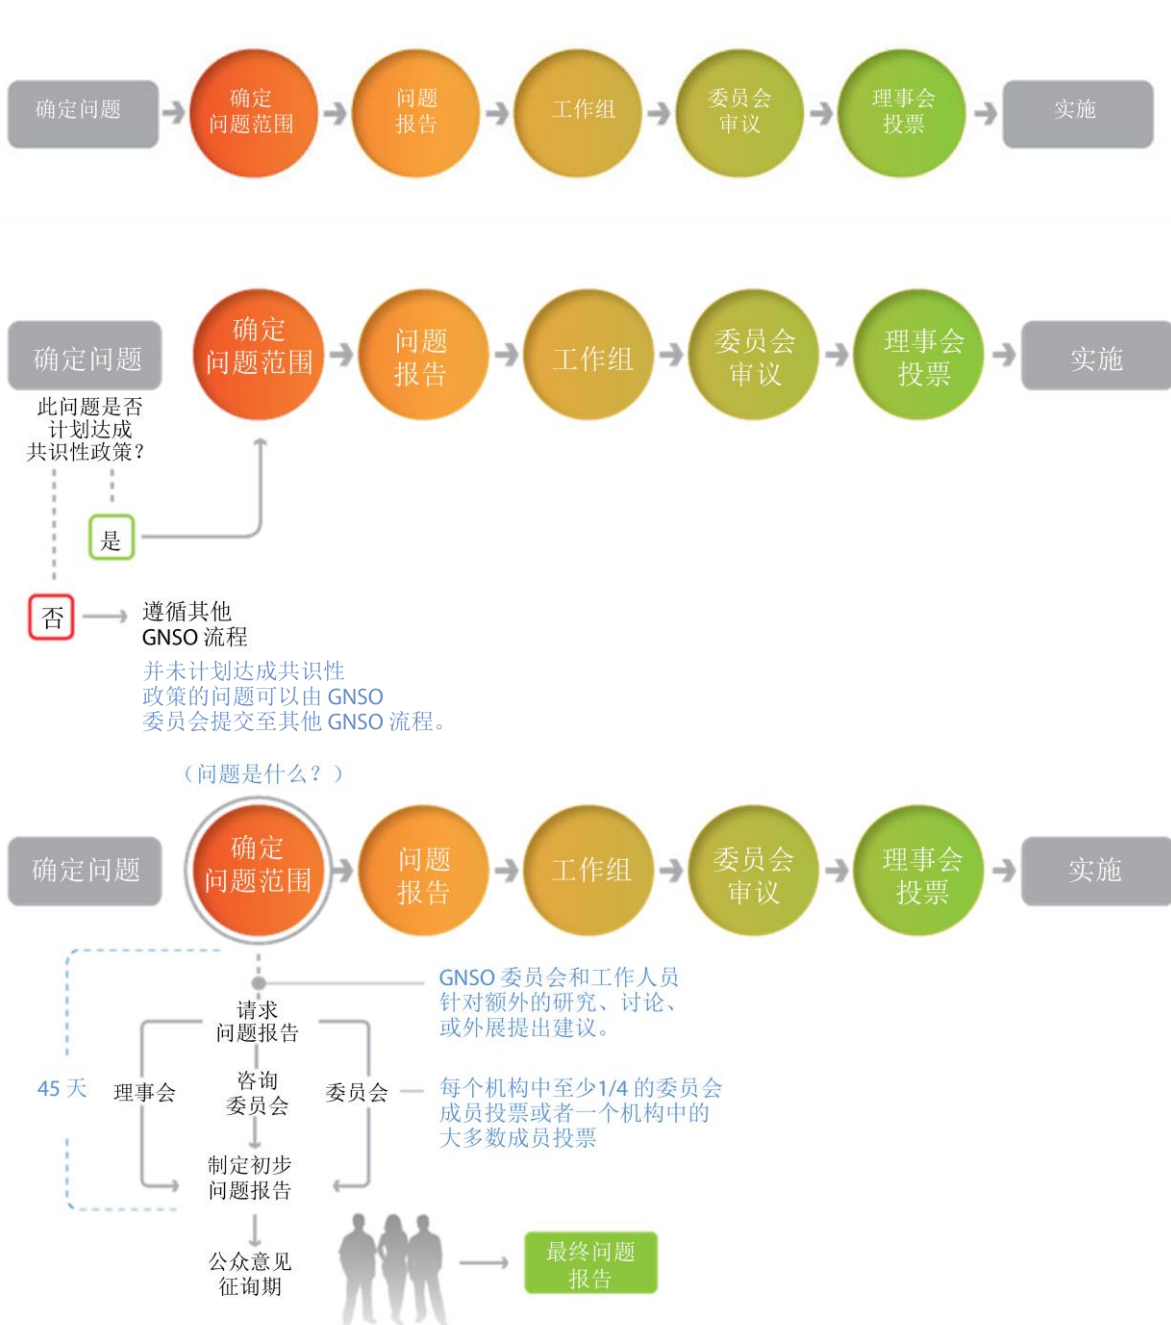 确定问题
确定
问题范围
问题
报告
工作组
委员会
审议
理事会
投票
实施
确定问题
确定
问题范围
问题
报告
工作组
委员会
审议
理事会
投票
实施
此问题是否
计划达成
共识性政策？
是
否
遵循其他
GNSO 流程
并未计划达成共识性
政策的问题可以由 GNSO
委员会提交至其他 GNSO 流程。
（问题是什么？）
确定问题
确定
问题范围
问题
报告
工作组
委员会
审议
理事会
投票
实施
GNSO 委员会和工作人员
针对额外的研究、讨论、
或外展提出建议。
请求
问题报告
45 天
理事会
咨询
委员会
委员会
每个机构中至少1/4 的委员会
成员投票或者一个机构中的
大多数成员投票
制定初步
问题报告
公众意见
征询期
最终问题
报告